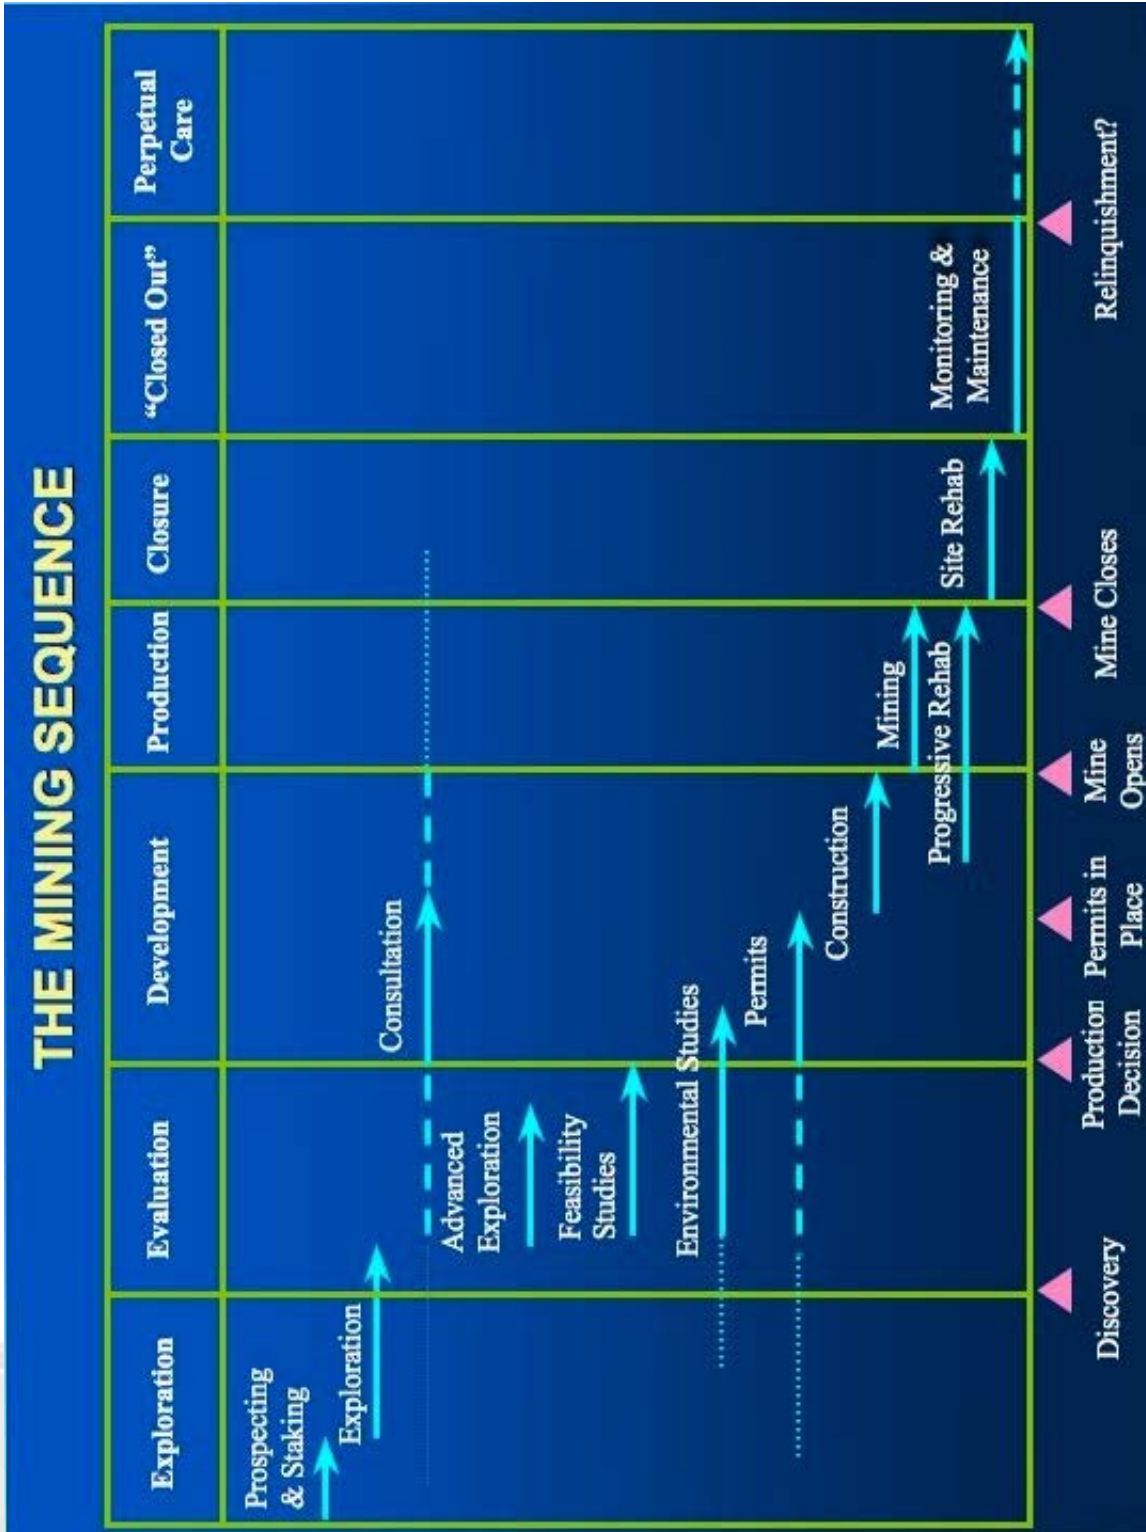 THE MINING SEQUENCE
Exploration
Evaluation
Development
Production
Closure
“Closed Out”
Perpetual
Care
Prospecting
& Staking
Exploration
Consultation
Advanced
Exploration
Feasibility
Studies
Environmental Studies
Permits
Construction
Mining
Progressive Rehab
Site Rehab
Monitoring &
Maintenance
Discovery
Production
Decision
Permits in
Place
Mine
Opens
Mine Closes
Relinquishment?